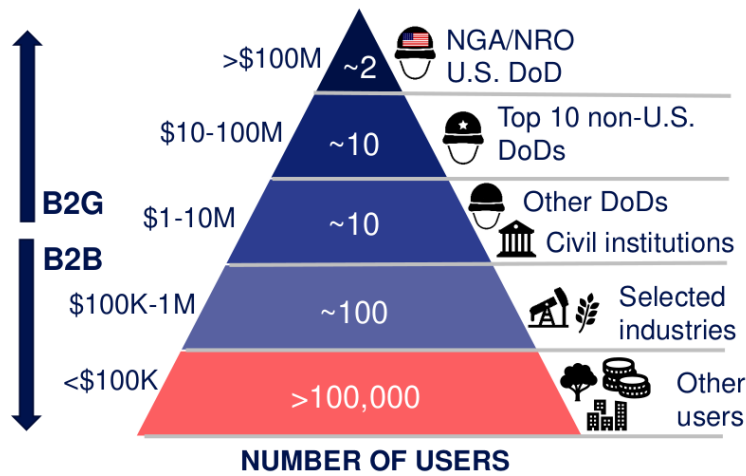 >$100M
~2
NGA/NRO
U.S. DoD
$10-100M
~10
Top 10 non-U.S.
DoDs
B2G
$1-10M
~10
Other DoDs
Civil institutions
B2B
$100K-1M
~100
Selected
industries
<$100K
>100,000
Other
users
NUMBER OF USERS